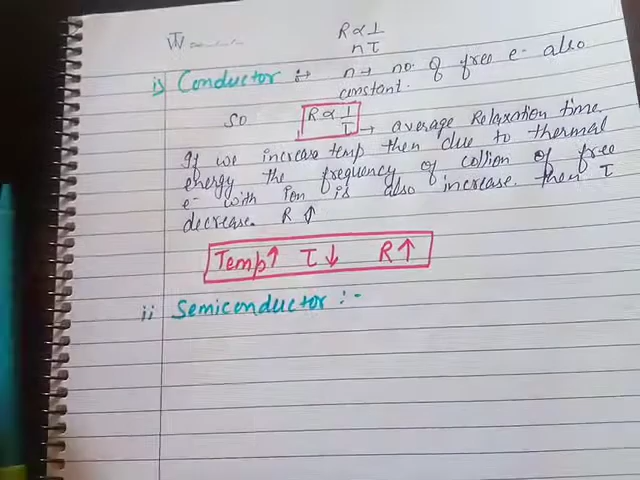 R ∝ 1
nτ
i) Conductor :→ n → no. of free e- also
constant.
so R ∝ 1/τ → average Relaxation time
If we increase temp then due to thermal
energy the frequency of collion of free
e- with ion is also increase. then τ
decrease. R ↑
Temp↑ τ↓ R↑
ii Semiconductor :-